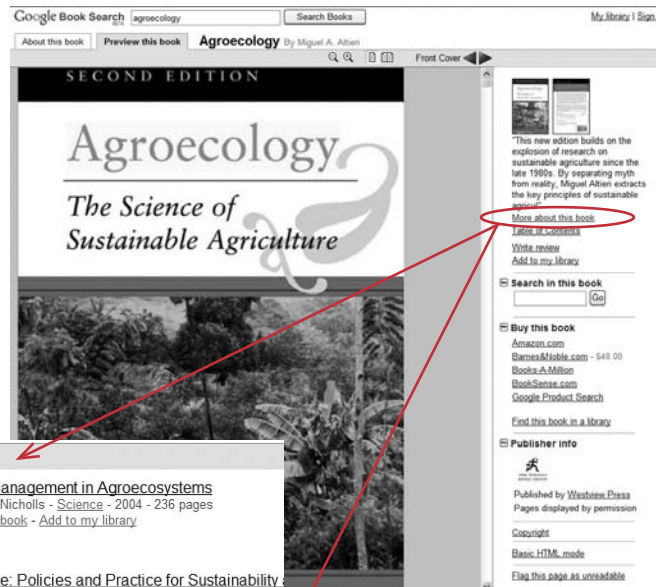 Google Book Search BETA agroecology Search Books My library | Sign
About this book Preview this book Agroecology By Miguel A. Altieri
Front Cover
SECOND EDITION
Agroecology
The Science of
Sustainable Agriculture
"This new edition builds on the
explosion of research on
sustainable agriculture since the
late 1980s. By separating myth
from reality, Miguel Altieri extracts
the key principles of sustainable
agricul"
More about this book
Table of Contents
Write review
Add to my library
Search in this book
Go
Buy this book
Amazon.com
Barnes&Noble.com - $48.00
Books-A-Million
BookSense.com
Google Product Search
Find this book in a library
Publisher info
Published by Westview Press
Pages displayed by permission
Copyright
Basic HTML mode
Flag this page as unreadable
anagement in Agroecosystems
Nicholls - Science - 2004 - 236 pages
book - Add to my library
e: Policies and Practice for Sustainability